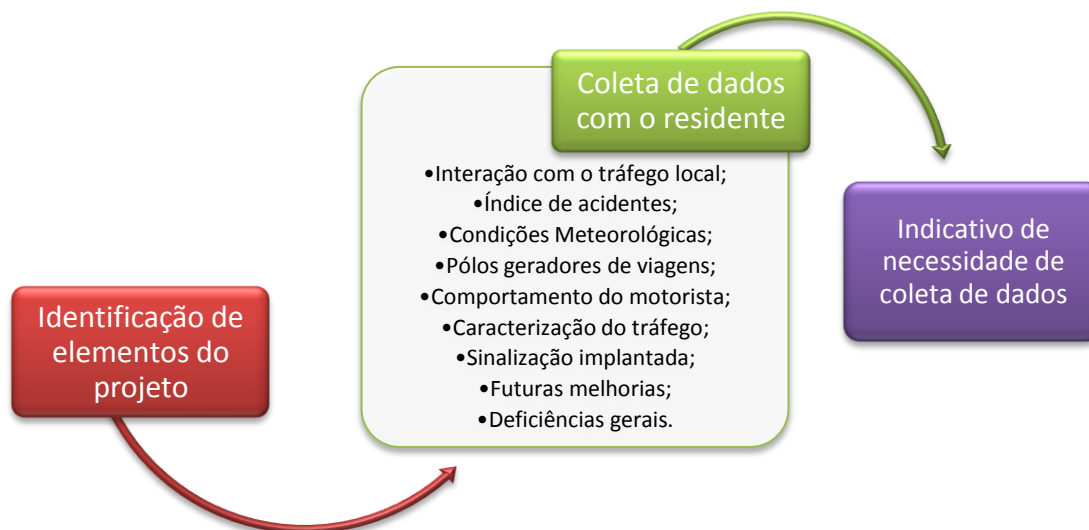 Identificação de
elementos do
projeto
Coleta de dados
com o residente
•Interação com o tráfego local;
•Índice de acidentes;
•Condições Meteorológicas;
•Pólos geradores de viagens;
•Comportamento do motorista;
•Caracterização do tráfego;
•Sinalização implantada;
•Futuras melhorias;
•Deficiências gerais.
Indicativo de
necessidade de
coleta de dados